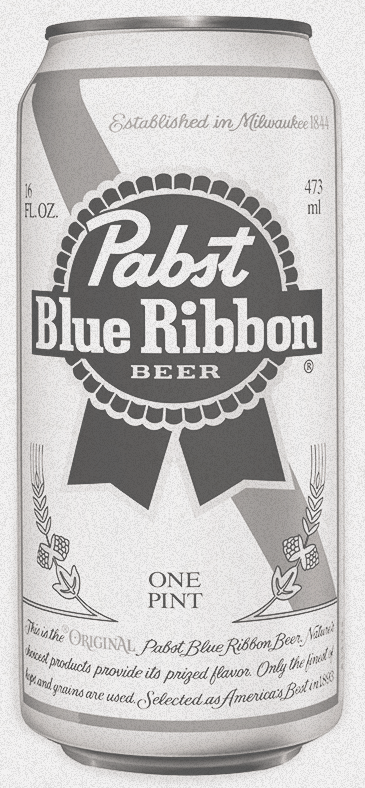 Established in Milwaukee 1844
16
FL. OZ.
473
ml
Pabst
Blue Ribbon
BEER
®
ONE
PINT
This is the ORIGINAL Pabst Blue Ribbon Beer. Nature's
choicest products provide its prized flavor. Only the finest of
hops and grains are used. Selected as America's Best in 1893.